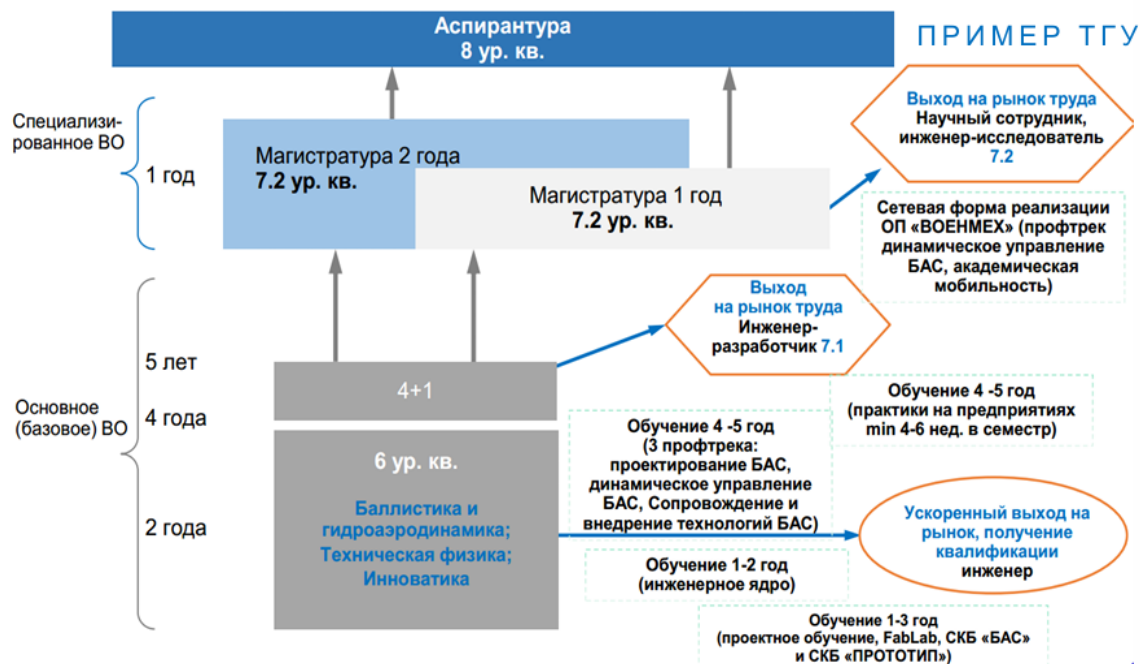 Аспирантура
8 ур. кв.
ПРИМЕР ТГУ
Специализи-
рованное ВО
1 год
Магистратура 2 года
7.2 ур. кв.
Магистратура 1 год
7.2 ур. кв.
Выход на рынок труда
Научный сотрудник,
инженер-исследователь
7.2
Сетевая форма реализации
ОП «ВОЕНМЕХ» (профтрек
динамическое управление
БАС, академическая
мобильность)
Выход
на рынок труда
Инженер-
разработчик 7.1
5 лет
4 года
Основное
(базовое) ВО
2 года
4+1
6 ур. кв.
Баллистика и
гидроаэродинамика;
Техническая физика;
Инноватика
Обучение 4 -5 год
(3 профтрека:
проектирование БАС,
динамическое управление
БАС, Сопровождение и
внедрение технологий БАС)
Обучение 4 -5 год
(практики на предприятиях
min 4-6 нед. в семестр)
Ускоренный выход на
рынок, получение
квалификации
инженер
Обучение 1-2 год
(инженерное ядро)
Обучение 1-3 год
(проектное обучение, FabLab, СКБ «БАС»
и СКБ «ПРОТОТИП»)